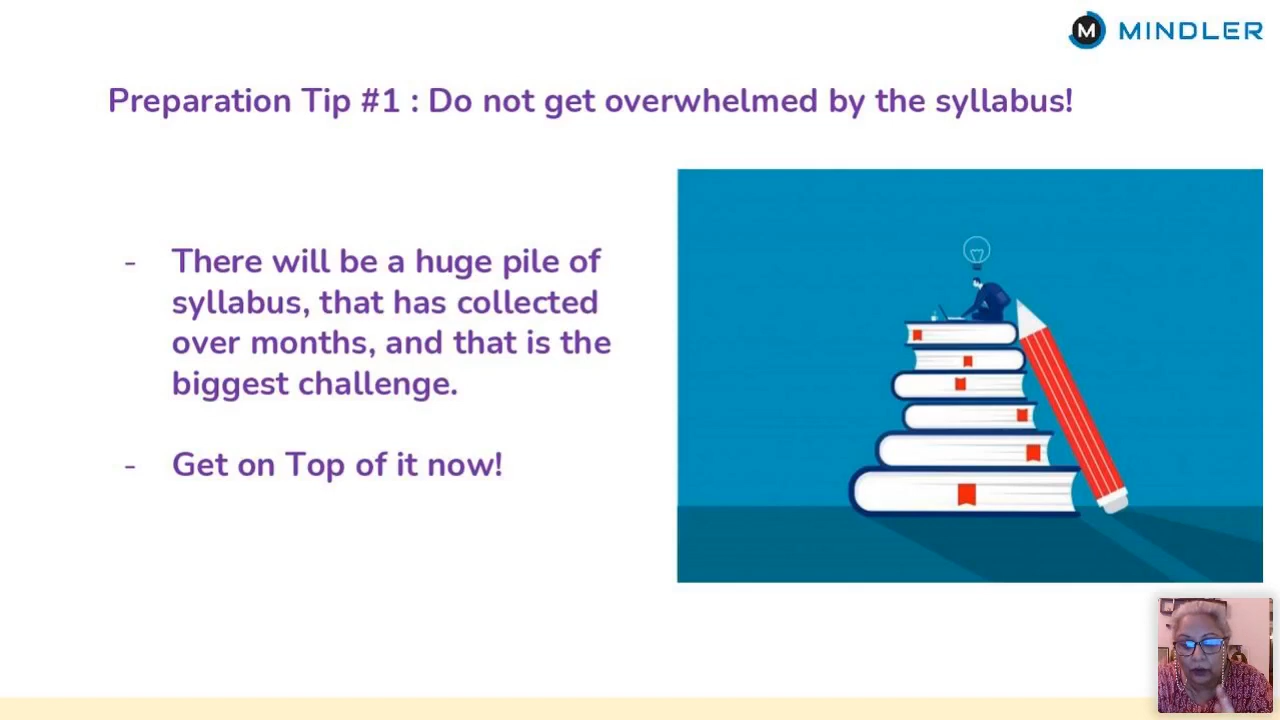 M MINDLER
Preparation Tip #1 : Do not get overwhelmed by the syllabus!
- There will be a huge pile of
syllabus, that has collected
over months, and that is the
biggest challenge.
- Get on Top of it now!